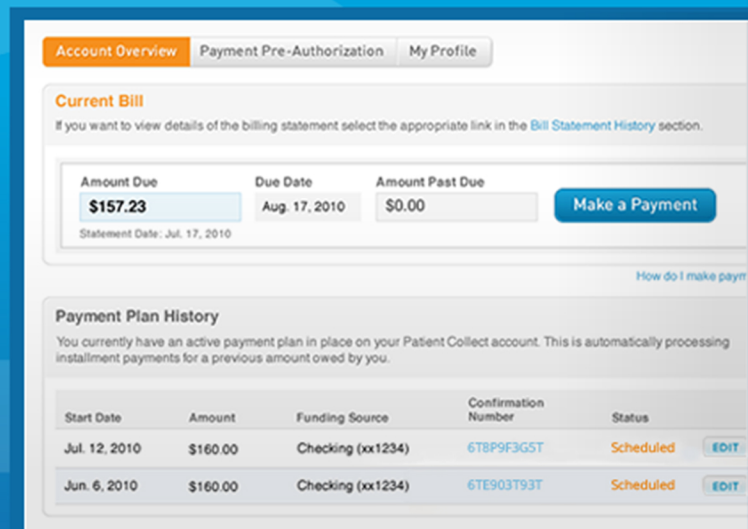 Account Overview Payment Pre-Authorization My Profile
Current Bill
If you want to view details of the billing statement select the appropriate link in the Bill Statement History section.
Amount Due Due Date Amount Past Due
$157.23 Aug. 17, 2010 $0.00 Make a Payment
Statement Date: Jul. 17, 2010
How do I make paym
Payment Plan History
You currently have an active payment plan in place on your Patient Collect account. This is automatically processing
installment payments for a previous amount owed by you.
Start Date Amount Funding Source Confirmation Number Status
Jul. 12, 2010 $160.00 Checking (xx1234) 6T8P9F3G5T Scheduled EDIT
Jun. 6, 2010 $160.00 Checking (xx1234) 6TE903T93T Scheduled EDIT